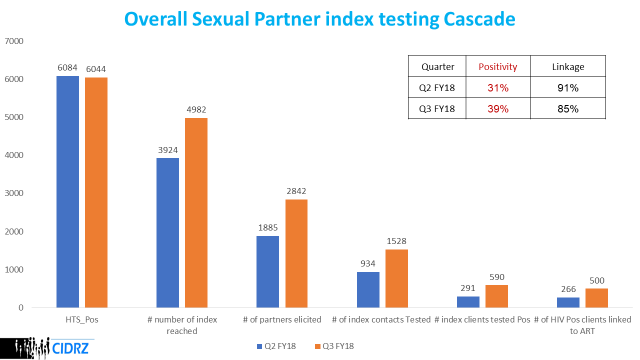 Overall Sexual Partner index testing Cascade
7000
6000
5000
4000
3000
2000
1000
0
6084 6044
3924 4982
1885 2842
934 1528
291 590
266 500
Quarter Positivity Linkage
Q2 FY18 31% 91%
Q3 FY18 39% 85%
HTS_Pos
# number of index
reached
# of partners elicited
# of index contacts Tested
# index clients tested Pos
# of HIV Pos clients linked
to ART
Q2 FY18 Q3 FY18
CIDRZ